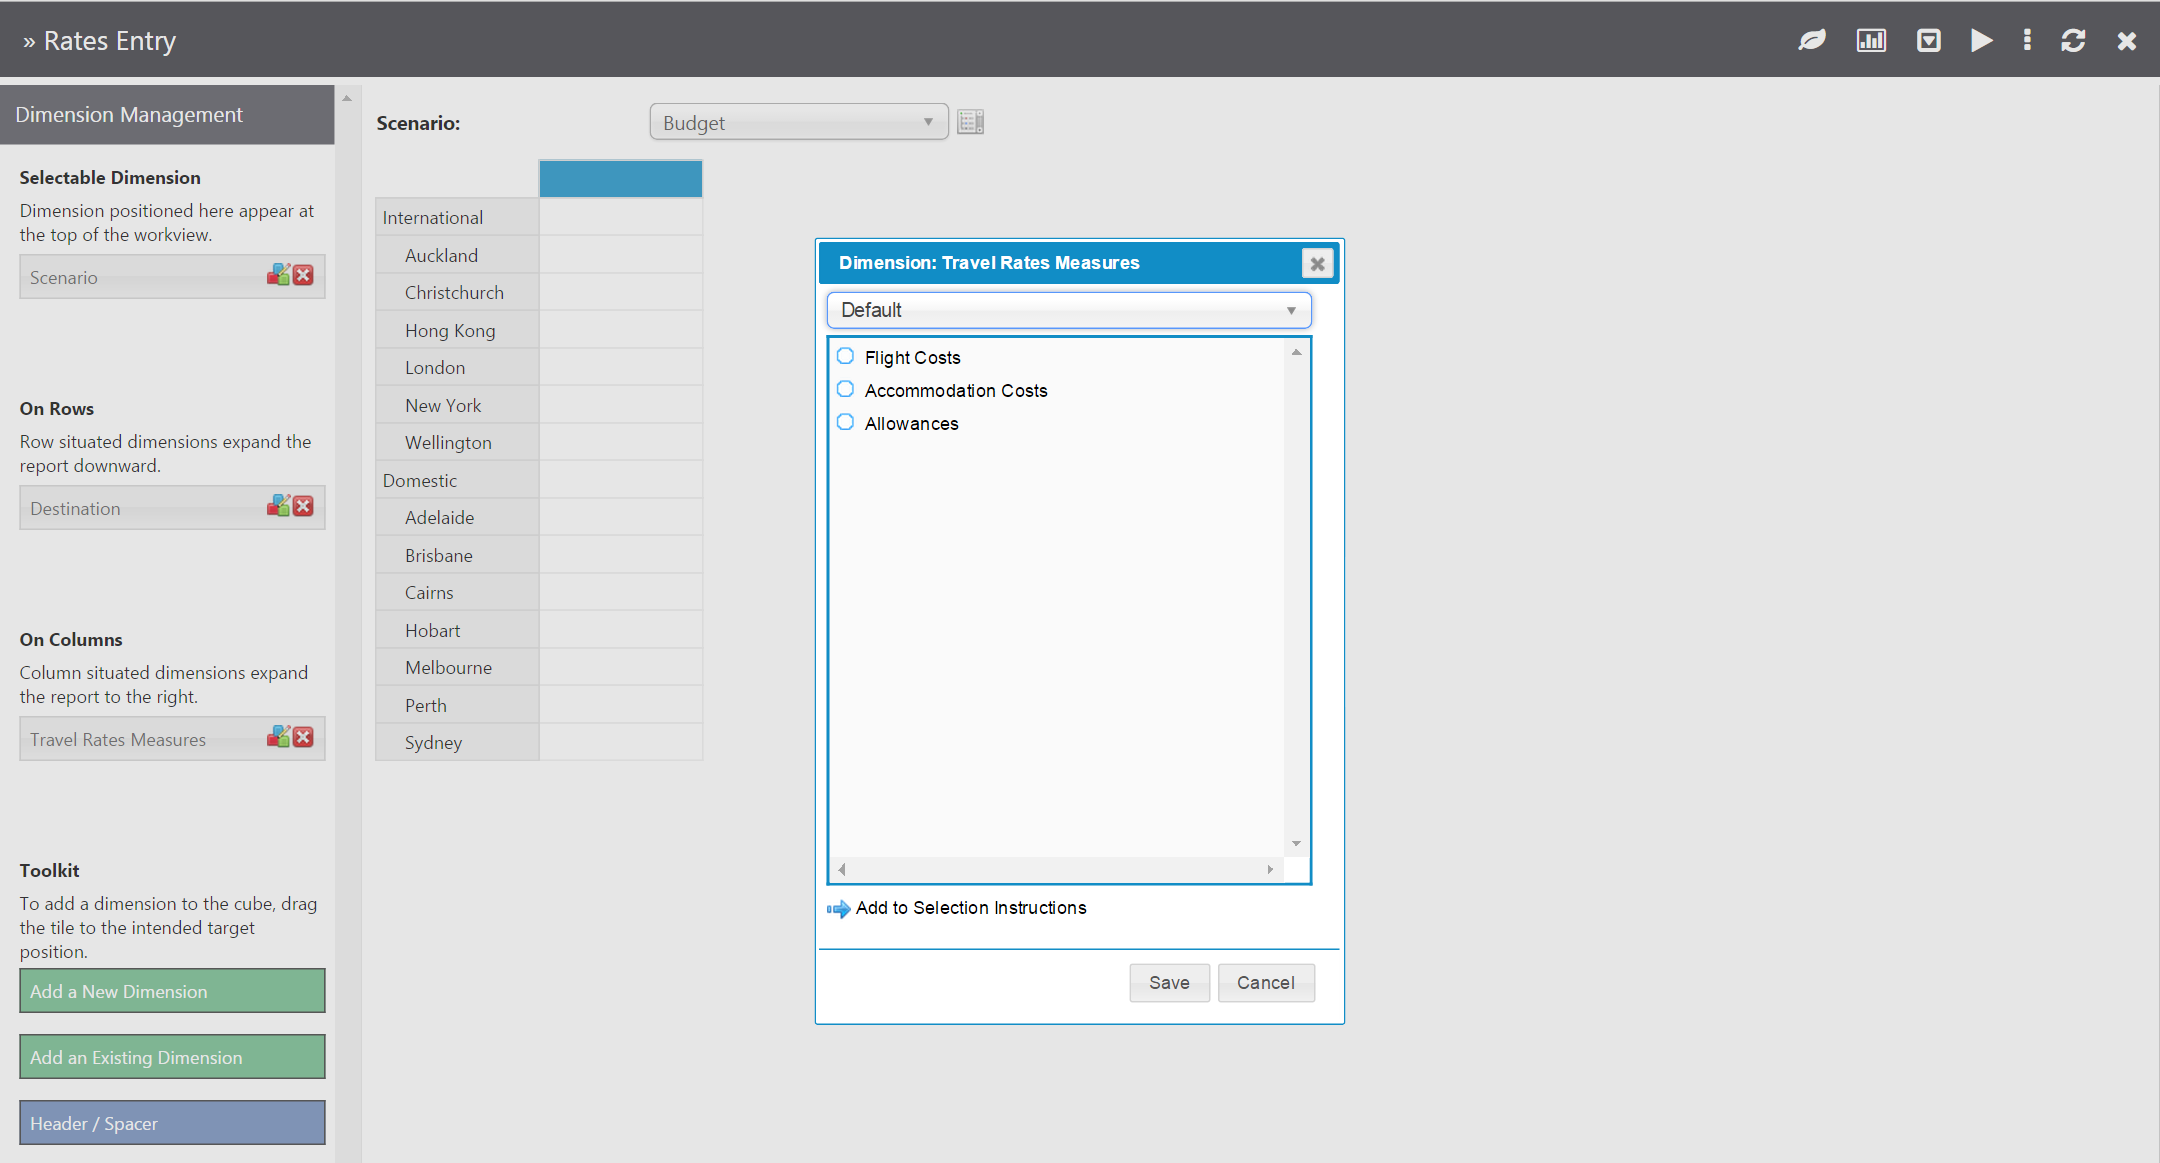 » Rates Entry
Dimension Management
Selectable Dimension
Dimension positioned here appear at
the top of the workview.
Scenario
On Rows
Row situated dimensions expand the
report downward.
Destination
On Columns
Column situated dimensions expand
the report to the right.
Travel Rates Measures
Toolkit
To add a dimension to the cube, drag
the tile to the intended target
position.
Add a New Dimension
Add an Existing Dimension
Header / Spacer
Scenario:
Budget
International
Auckland
Christchurch
Hong Kong
London
New York
Wellington
Domestic
Adelaide
Brisbane
Cairns
Hobart
Melbourne
Perth
Sydney
Dimension: Travel Rates Measures
Default
Flight Costs
Accommodation Costs
Allowances
Add to Selection Instructions
Save
Cancel